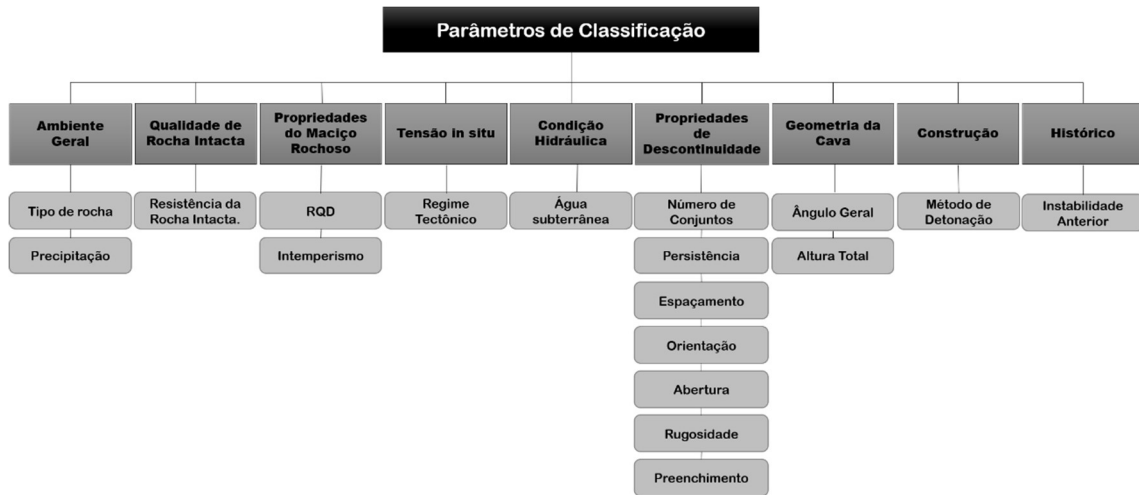 Parâmetros de Classificação
Ambiente
Geral
Qualidade de
Rocha Intacta
Propriedades
do Maciço
Rochoso
Tensão in situ
Condição
Hidráulica
Propriedades
de
Descontinuidade
Geometria da
Cava
Construção
Histórico
Tipo de rocha
Precipitação
Resistência da
Rocha Intacta.
RQD
Intemperismo
Regime
Tectônico
Água
subterrânea
Número de
Conjuntos
Persistência
Espaçamento
Orientação
Abertura
Rugosidade
Preenchimento
Ângulo Geral
Altura Total
Método de
Detonação
Instabilidade
Anterior